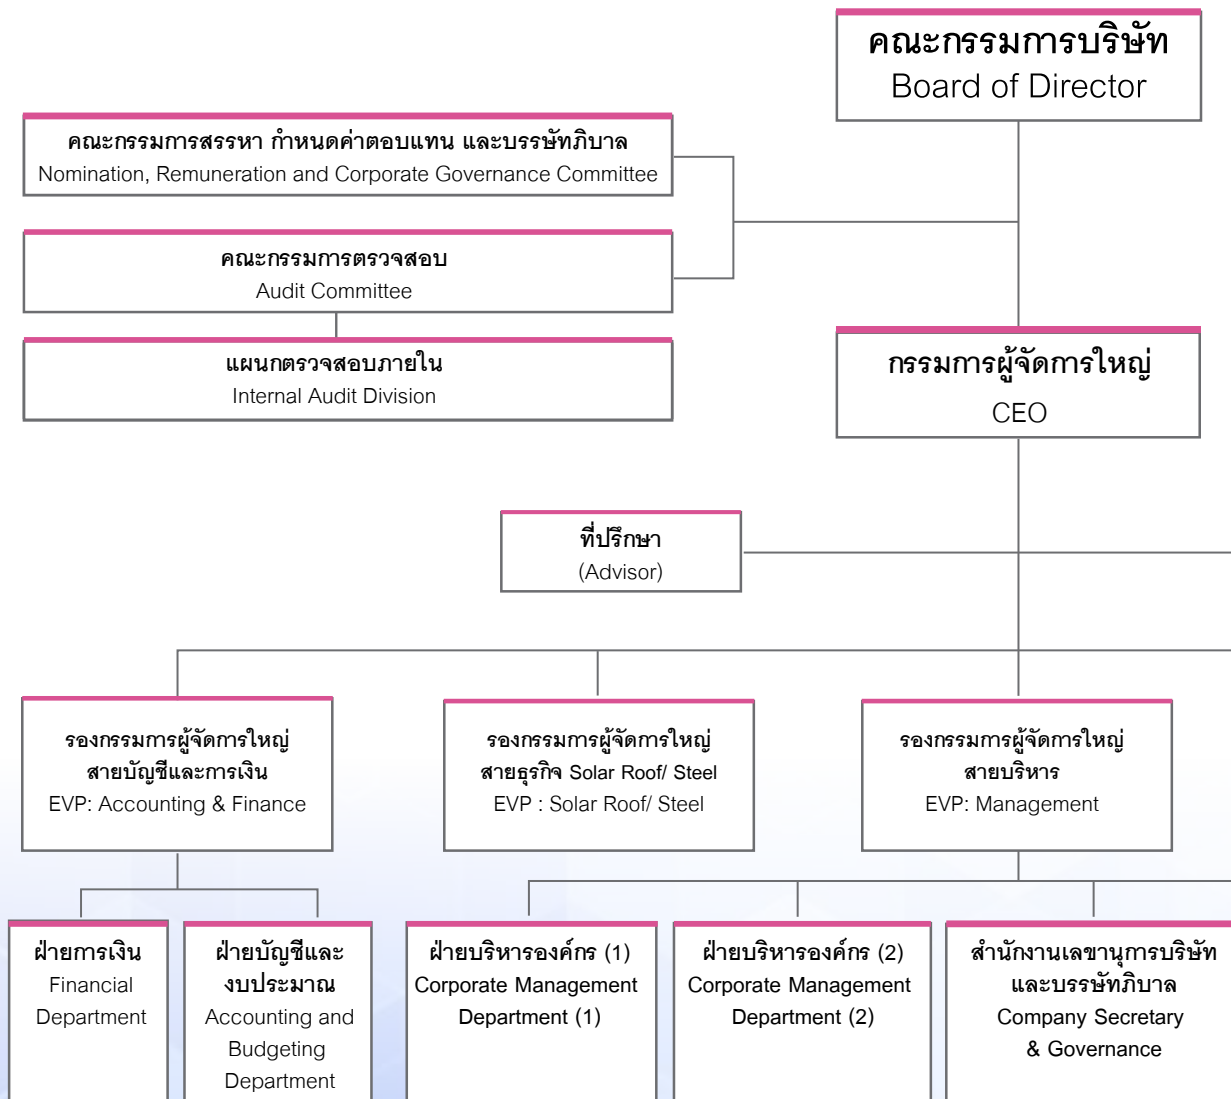 คณะกรรมการบริษัท
Board of Director
คณะกรรมการสรรหา กำหนดค่าตอบแทน และบรรษัทภิบาล
Nomination, Remuneration and Corporate Governance Committee
คณะกรรมการตรวจสอบ
Audit Committee
แผนกตรวจสอบภายใน
Internal Audit Division
กรรมการผู้จัดการใหญ่
CEO
ที่ปรึกษา
(Advisor)
รองกรรมการผู้จัดการใหญ่
สายบัญชีและการเงิน
EVP: Accounting & Finance
รองกรรมการผู้จัดการใหญ่
สายธุรกิจ Solar Roof/ Steel
EVP : Solar Roof/ Steel
รองกรรมการผู้จัดการใหญ่
สายบริหาร
EVP: Management
ฝ่ายการเงิน
Financial
Department
ฝ่ายบัญชีและ
งบประมาณ
Accounting and
Budgeting
Department
ฝ่ายบริหารองค์กร (1)
Corporate Management
Department (1)
ฝ่ายบริหารองค์กร (2)
Corporate Management
Department (2)
สำนักงานเลขานุการบริษัท
และบรรษัทภิบาล
Company Secretary
& Governance